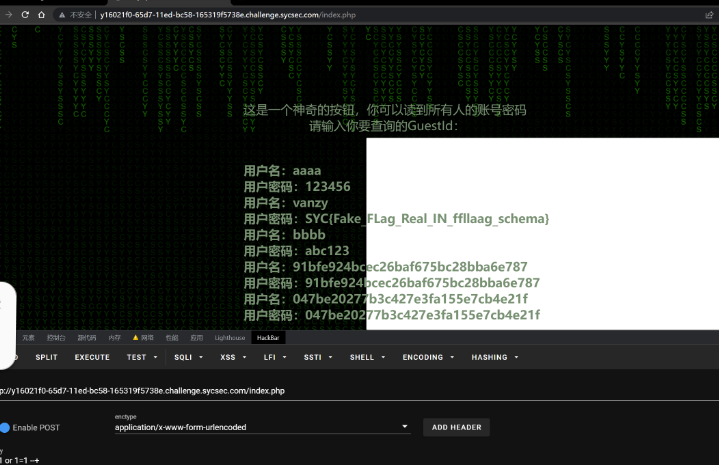 不安全 | y16021f0-65d7-11ed-bc58-165319f5738e.challenge.sycsec.com/index.php
这是一个神奇的按钮，你可以读到所有人的账号密码
请输入你要查询的GuestId：
用户名：aaaa
用户密码：123456
用户名：vanzy
用户密码：SYC{Fake_FLag_Real_IN_ffllaag_schema}
用户名：bbbb
用户密码：abc123
用户名：91bfe924bcec26baf675bc28bba6e787
用户密码：91bfe924bcec26baf675bc28bba6e787
用户名：047be20277b3c427e3fa155e7cb4e21f
用户密码：047be20277b3c427e3fa155e7cb4e21f
元素 控制台 源代码 内存 网络 性能 应用 Lighthouse HackBar
SPLIT EXECUTE TEST SQLI XSS LFI SSTI SHELL ENCODING HASHING
p://y16021f0-65d7-11ed-bc58-165319f5738e.challenge.sycsec.com/index.php
enctype
Enable POST application/x-www-form-urlencoded ADD HEADER
y
1 or 1=1 --+